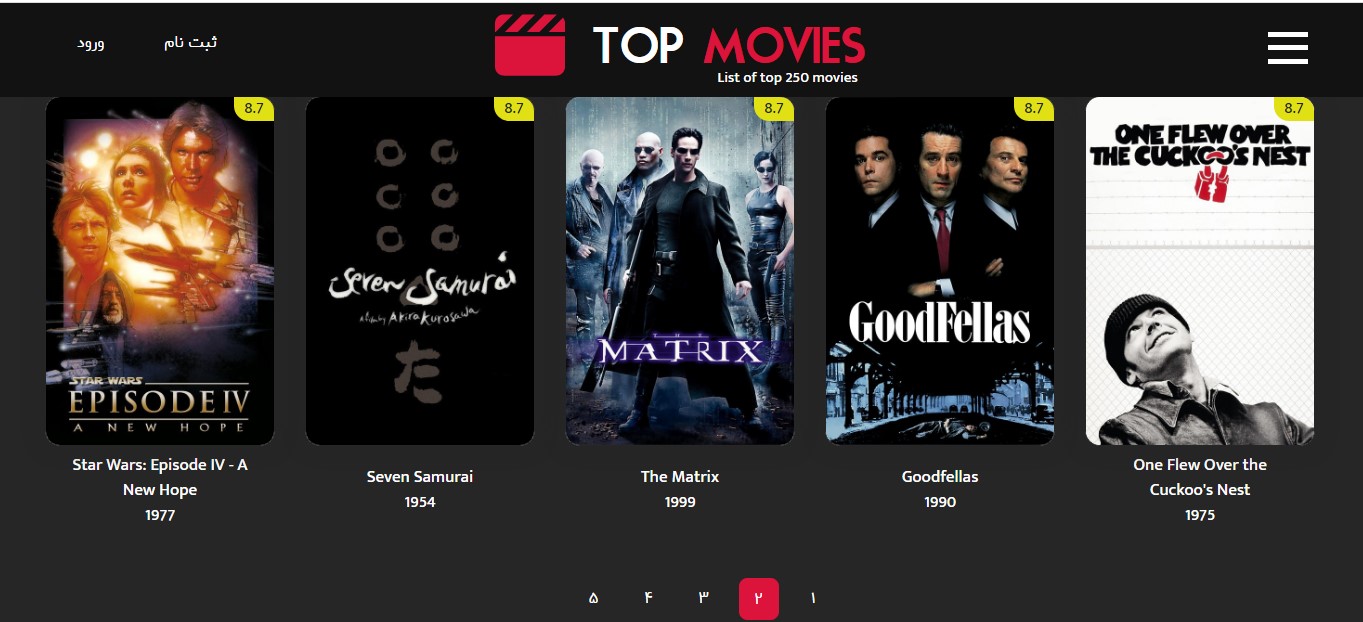 ورود
ثبت نام
TOP MOVIES
List of top 250 movies
8.7
8.7
8.7
8.7
8.7
STAR WARS
EPISODE IV
A NEW HOPE
Seven Samurai
a film by Akira Kurosawa
た
THE
MATRIX
GoodFellas
ONE FLEW OVER
THE CUCKOO'S NEST
Star Wars: Episode IV - A
New Hope
1977
Seven Samurai
1954
The Matrix
1999
Goodfellas
1990
One Flew Over the
Cuckoo's Nest
1975
۱ ۲ ۳ ۴ ۵